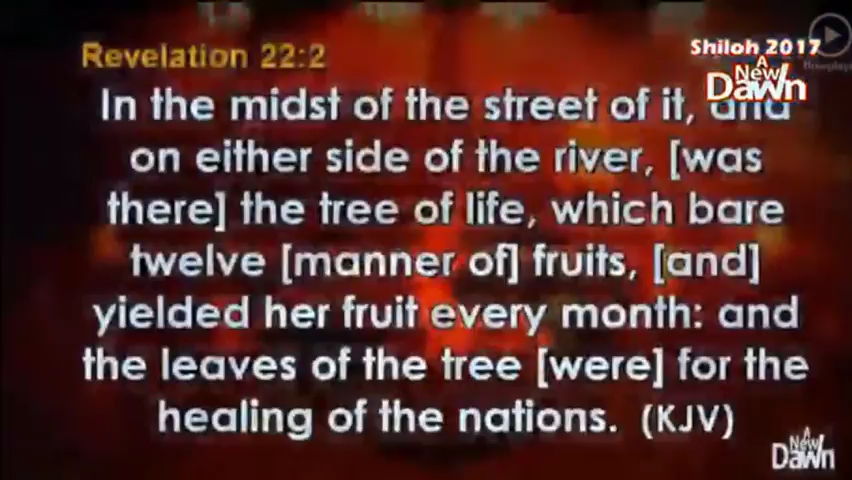 Revelation 22:2
Shiloh 2017
A
New
Dawn
In the midst of the street of it, and
on either side of the river, [was
there] the tree of life, which bare
twelve [manner of] fruits, [and]
yielded her fruit every month: and
the leaves of the tree [were] for the
healing of the nations. (KJV)
A
New
Dawn